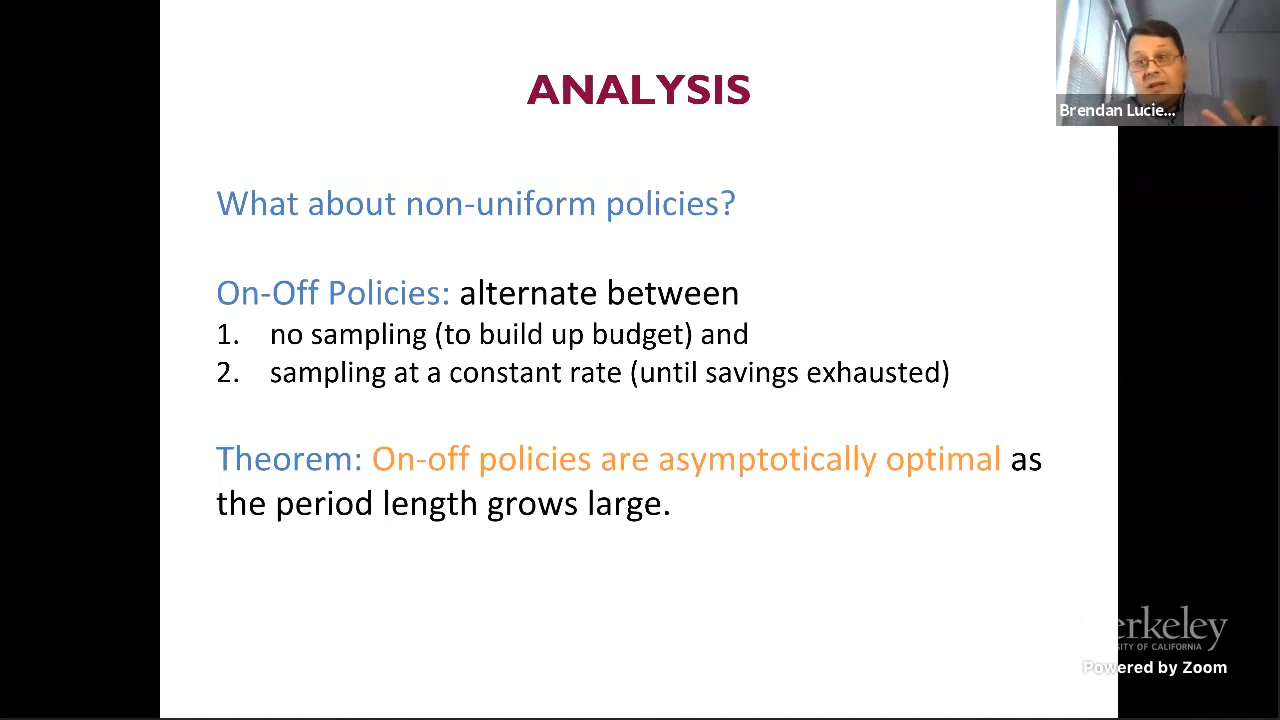 ANALYSIS
Brendan Lucie...
What about non-uniform policies?
On-Off Policies: alternate between
1. no sampling (to build up budget) and
2. sampling at a constant rate (until savings exhausted)
Theorem: On-off policies are asymptotically optimal as
the period length grows large.
erkeley
SITY OF CALIFORNIA
Powered by Zoom